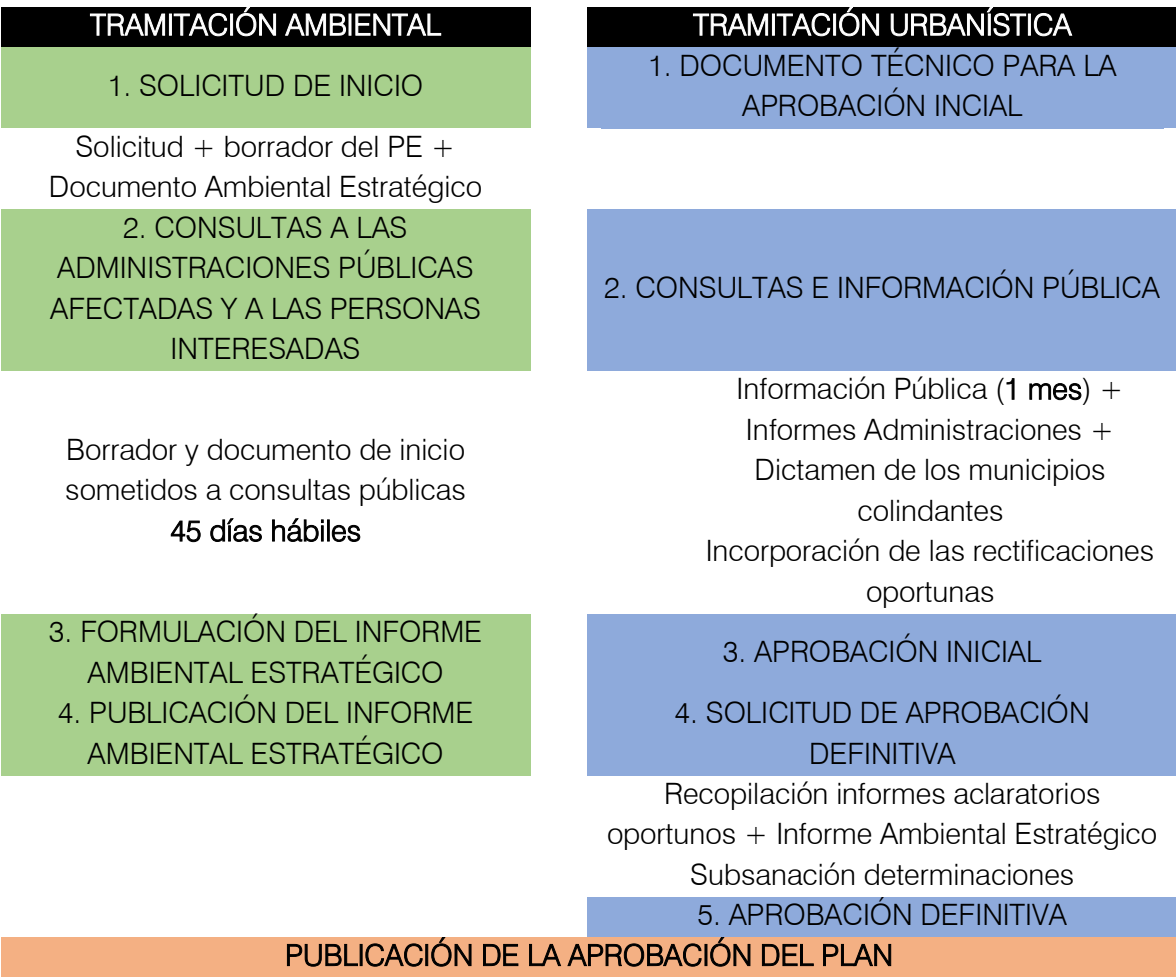 TRAMITACIÓN AMBIENTAL
1. SOLICITUD DE INICIO
Solicitud + borrador del PE +
Documento Ambiental Estratégico
2. CONSULTAS A LAS
ADMINISTRACIONES PÚBLICAS
AFECTADAS Y A LAS PERSONAS
INTERESADAS
Borrador y documento de inicio
sometidos a consultas públicas
45 días hábiles
3. FORMULACIÓN DEL INFORME
AMBIENTAL ESTRATÉGICO
4. PUBLICACIÓN DEL INFORME
AMBIENTAL ESTRATÉGICO
TRAMITACIÓN URBANÍSTICA
1. DOCUMENTO TÉCNICO PARA LA
APROBACIÓN INCIAL
2. CONSULTAS E INFORMACIÓN PÚBLICA
Información Pública (1 mes) +
Informes Administraciones +
Dictamen de los municipios
colindantes
Incorporación de las rectificaciones
oportunas
3. APROBACIÓN INICIAL
4. SOLICITUD DE APROBACIÓN
DEFINITIVA
Recopilación informes aclaratorios
oportunos + Informe Ambiental Estratégico
Subsanación determinaciones
5. APROBACIÓN DEFINITIVA
PUBLICACIÓN DE LA APROBACIÓN DEL PLAN